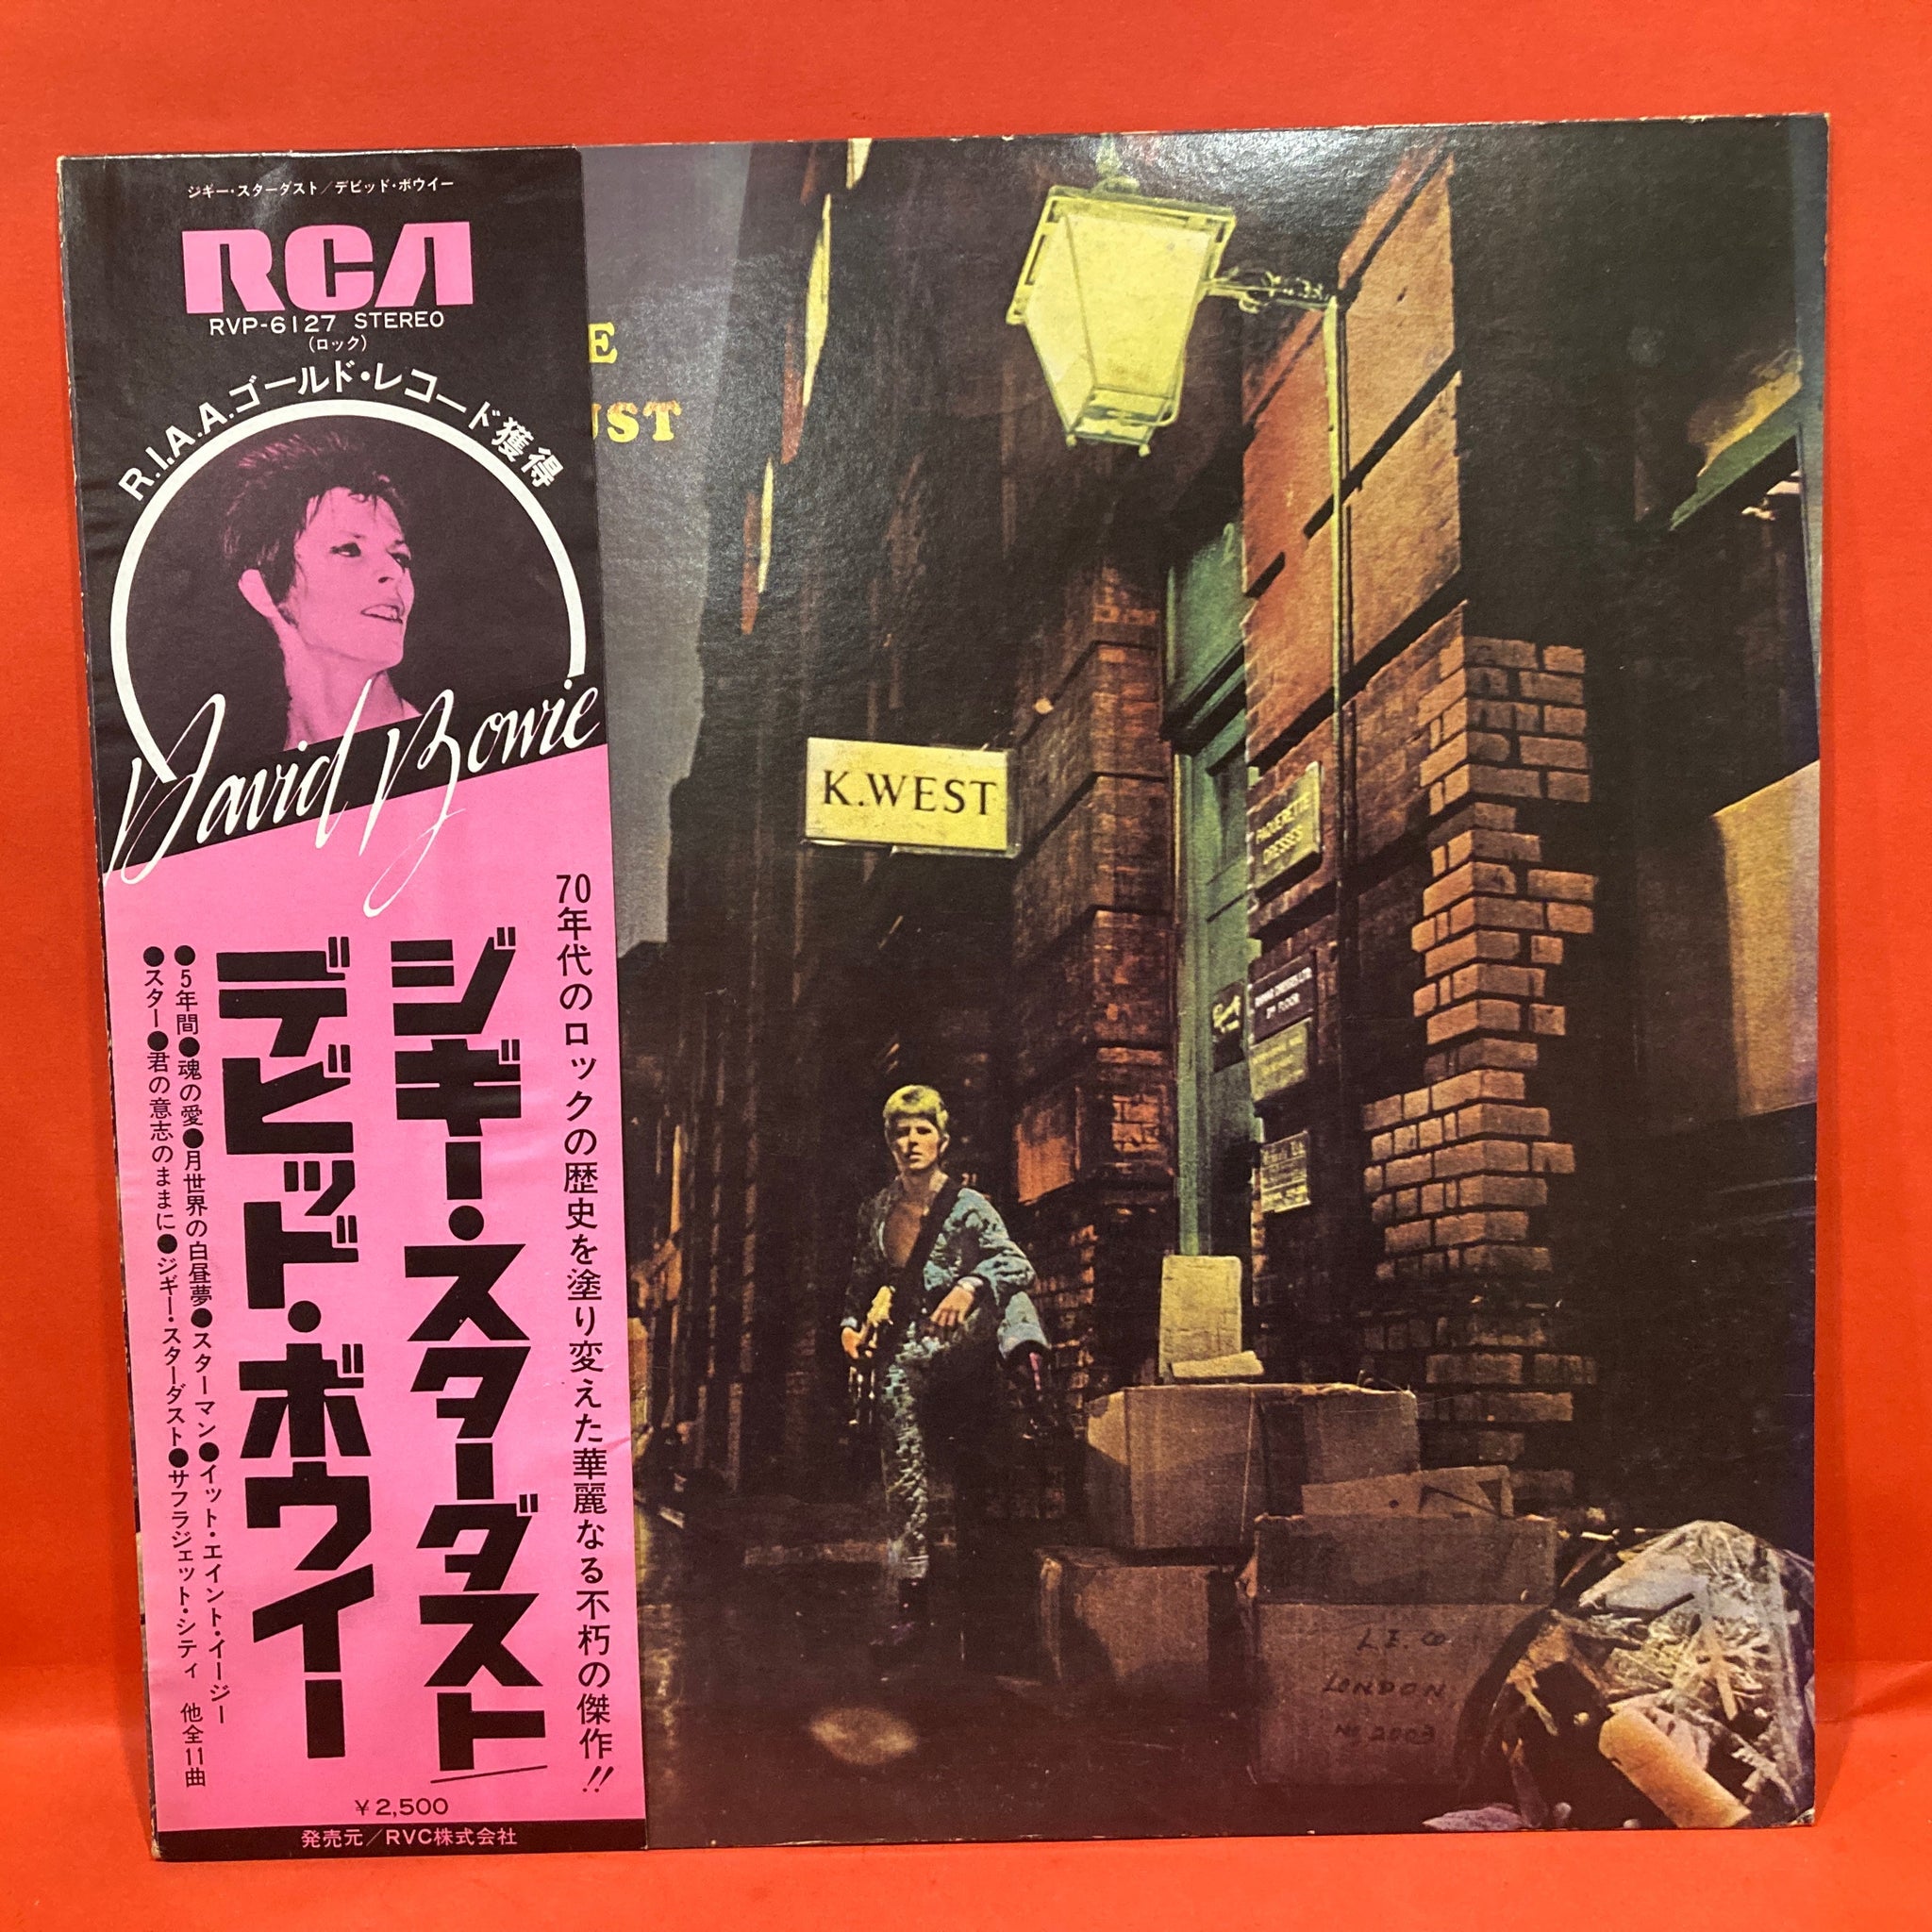 ジギー・スターダスト／デビッド・ボウイー
RCA
RVP-6127 STEREO
(ロック)
R.I.A.A.ゴールド・レコード獲得
David Bowie
70年代のロックの歴史を塗り変えた華麗なる不朽の傑作!!
ジギー・スターダスト
デビッド・ボウイー
●5年間●魂の愛●月世界の白昼夢●スターマン●イット・エイント・イージー
●スター●君の意志のままに●ジギー・スターダスト●サフラジェット・シティ 他全11曲
¥2,500
発売元／RVC株式会社
E
UST
K.WEST
PAQUERETTE
DRESSES
FLOOR
L.I. Co
LONDON
No 2003